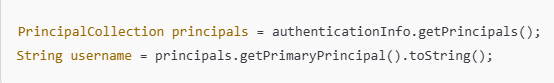 PrincipalCollection principals = authenticationInfo.getPrincipals();
String username = principals.getPrimaryPrincipal().toString();